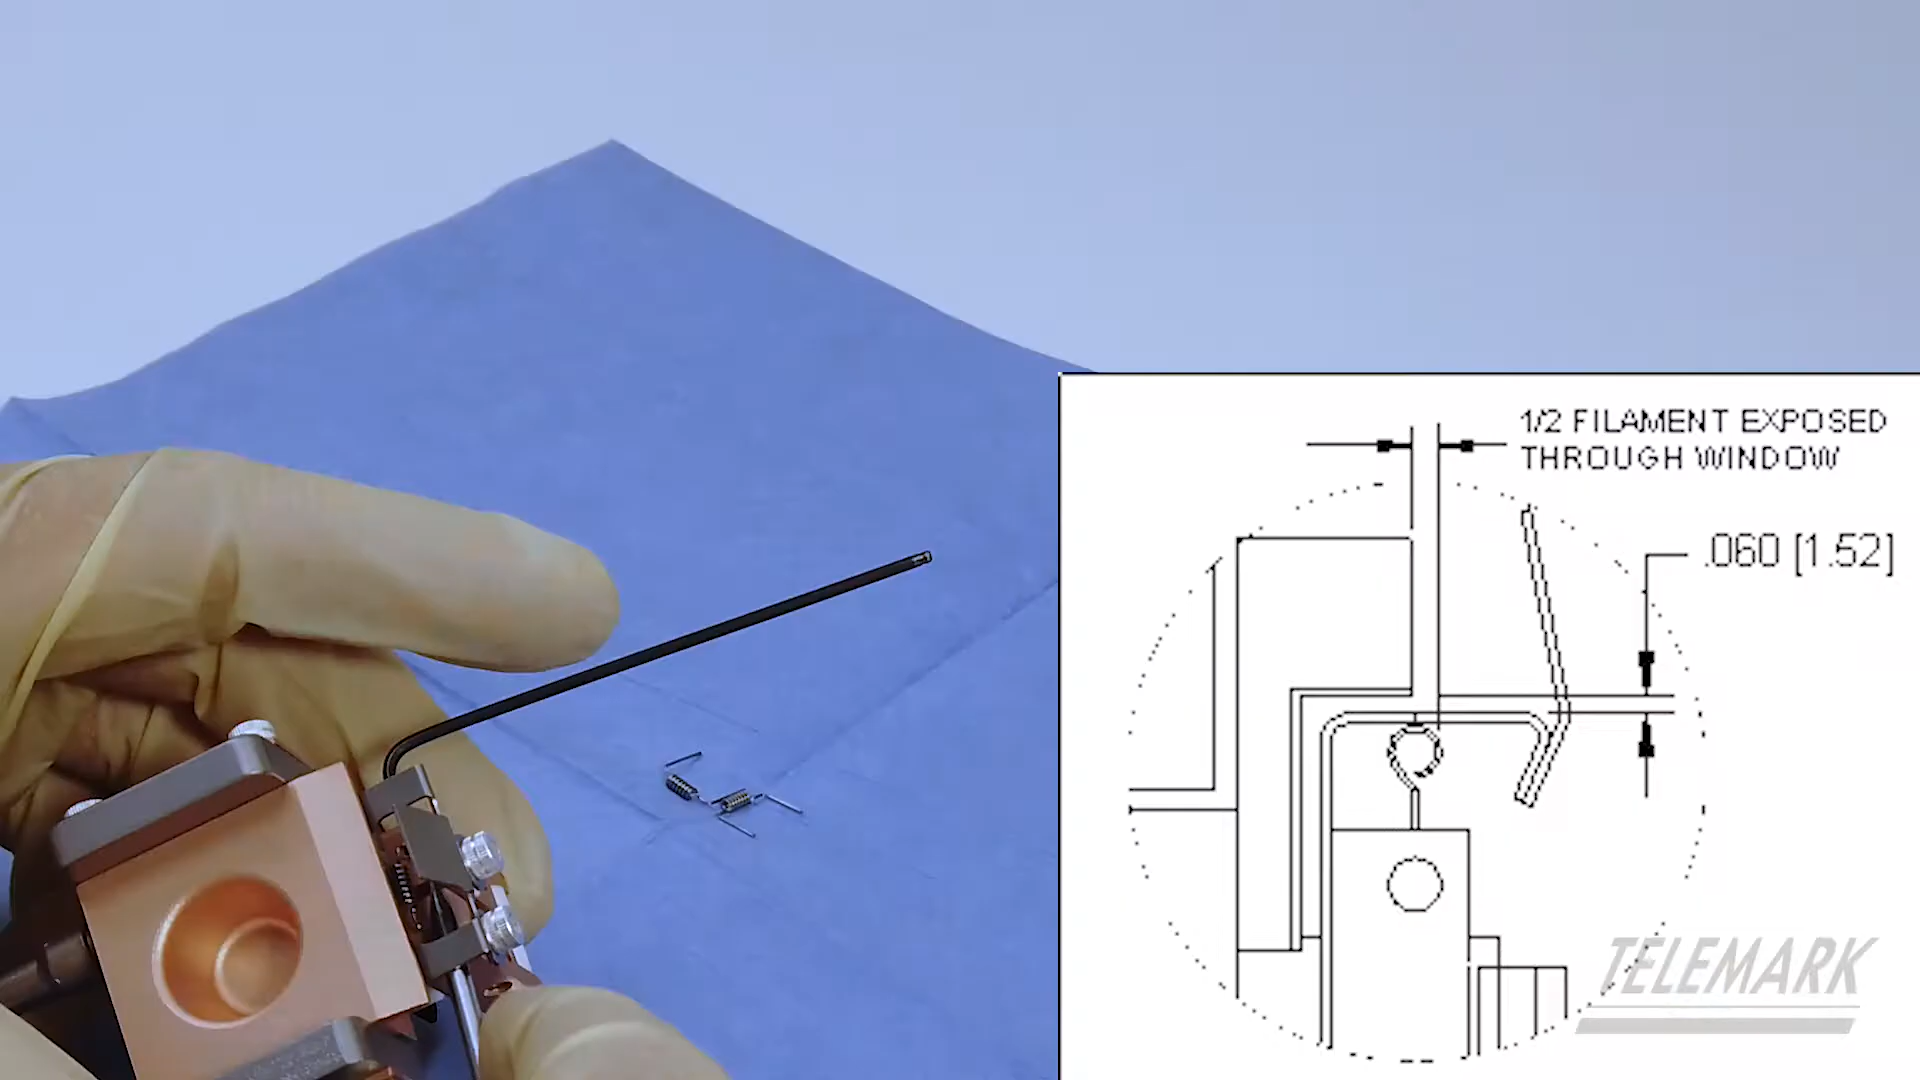 1/2 FILAMENT EXPOSED
THROUGH WINDOW
.060 [1.52]
TELEMARK